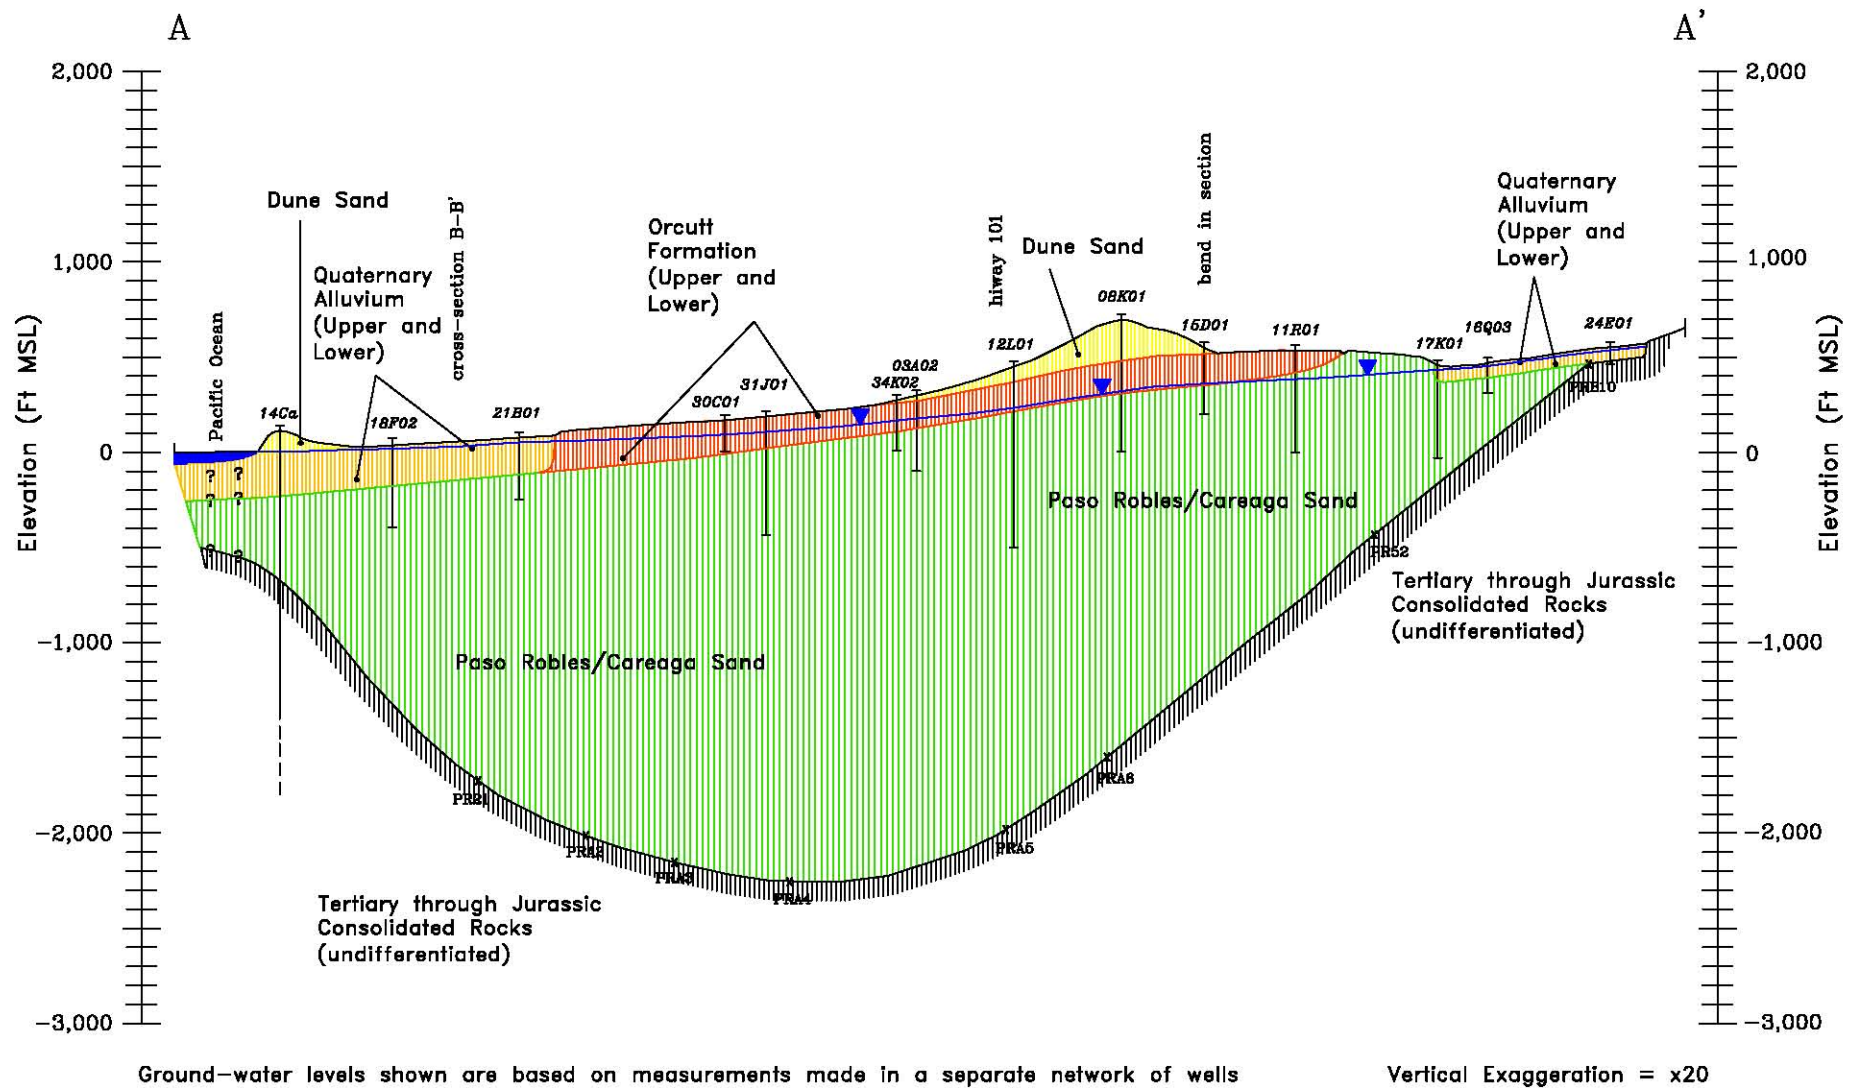 A
A'
2,000
1,000
0
-1,000
-2,000
-3,000
Elevation (Ft MSL)
2,000
1,000
0
-1,000
-2,000
-3,000
Elevation (Ft MSL)
Pacific Ocean
Dune Sand
Quaternary
Alluvium
(Upper and
Lower)
cross-section B-B'
Orcutt
Formation
(Upper and
Lower)
hiway 101
Dune Sand
bend in section
Quaternary
Alluvium
(Upper and
Lower)
14Ca
18F02
21B01
30C01
31J01
34K02
03A02
12L01
08K01
15D01
11R01
17K01
16Q03
24E01
? ?
? ?
? ?
Paso Robles/Careaga Sand
Paso Robles/Careaga Sand
PRA3
PRA4
PRA5
PR52
Tertiary through Jurassic
Consolidated Rocks
(undifferentiated)
Tertiary through Jurassic
Consolidated Rocks
(undifferentiated)
Ground-water levels shown are based on measurements made in a separate network of wells
Vertical Exaggeration = x20